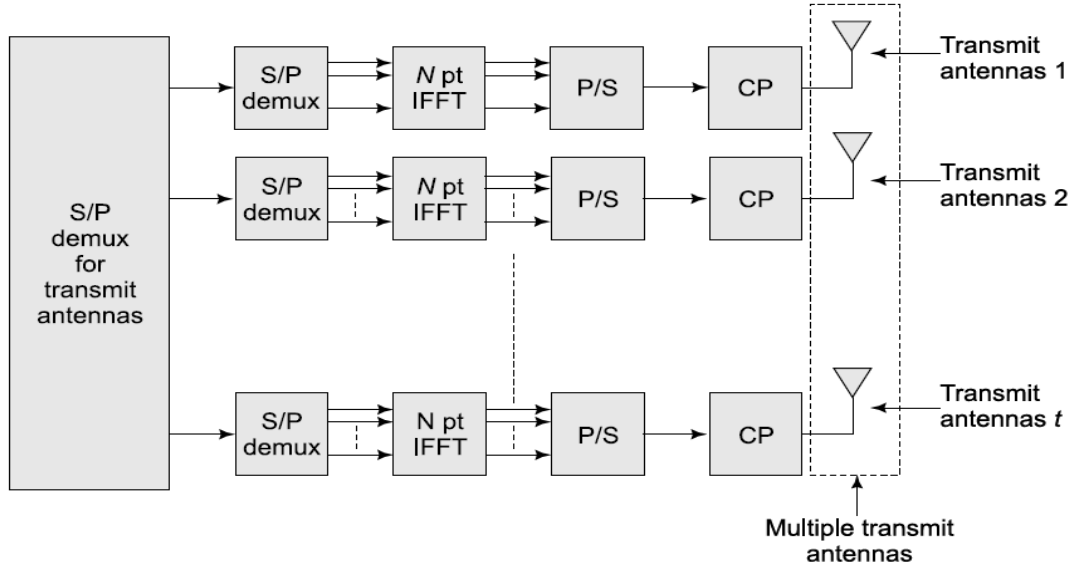 S/P
demux
for
transmit
antennas
S/P
demux
N pt
IFFT
P/S
CP
Transmit
antennas 1
S/P
demux
N pt
IFFT
P/S
CP
Transmit
antennas 2
S/P
demux
N pt
IFFT
P/S
CP
Transmit
antennas t
Multiple transmit
antennas